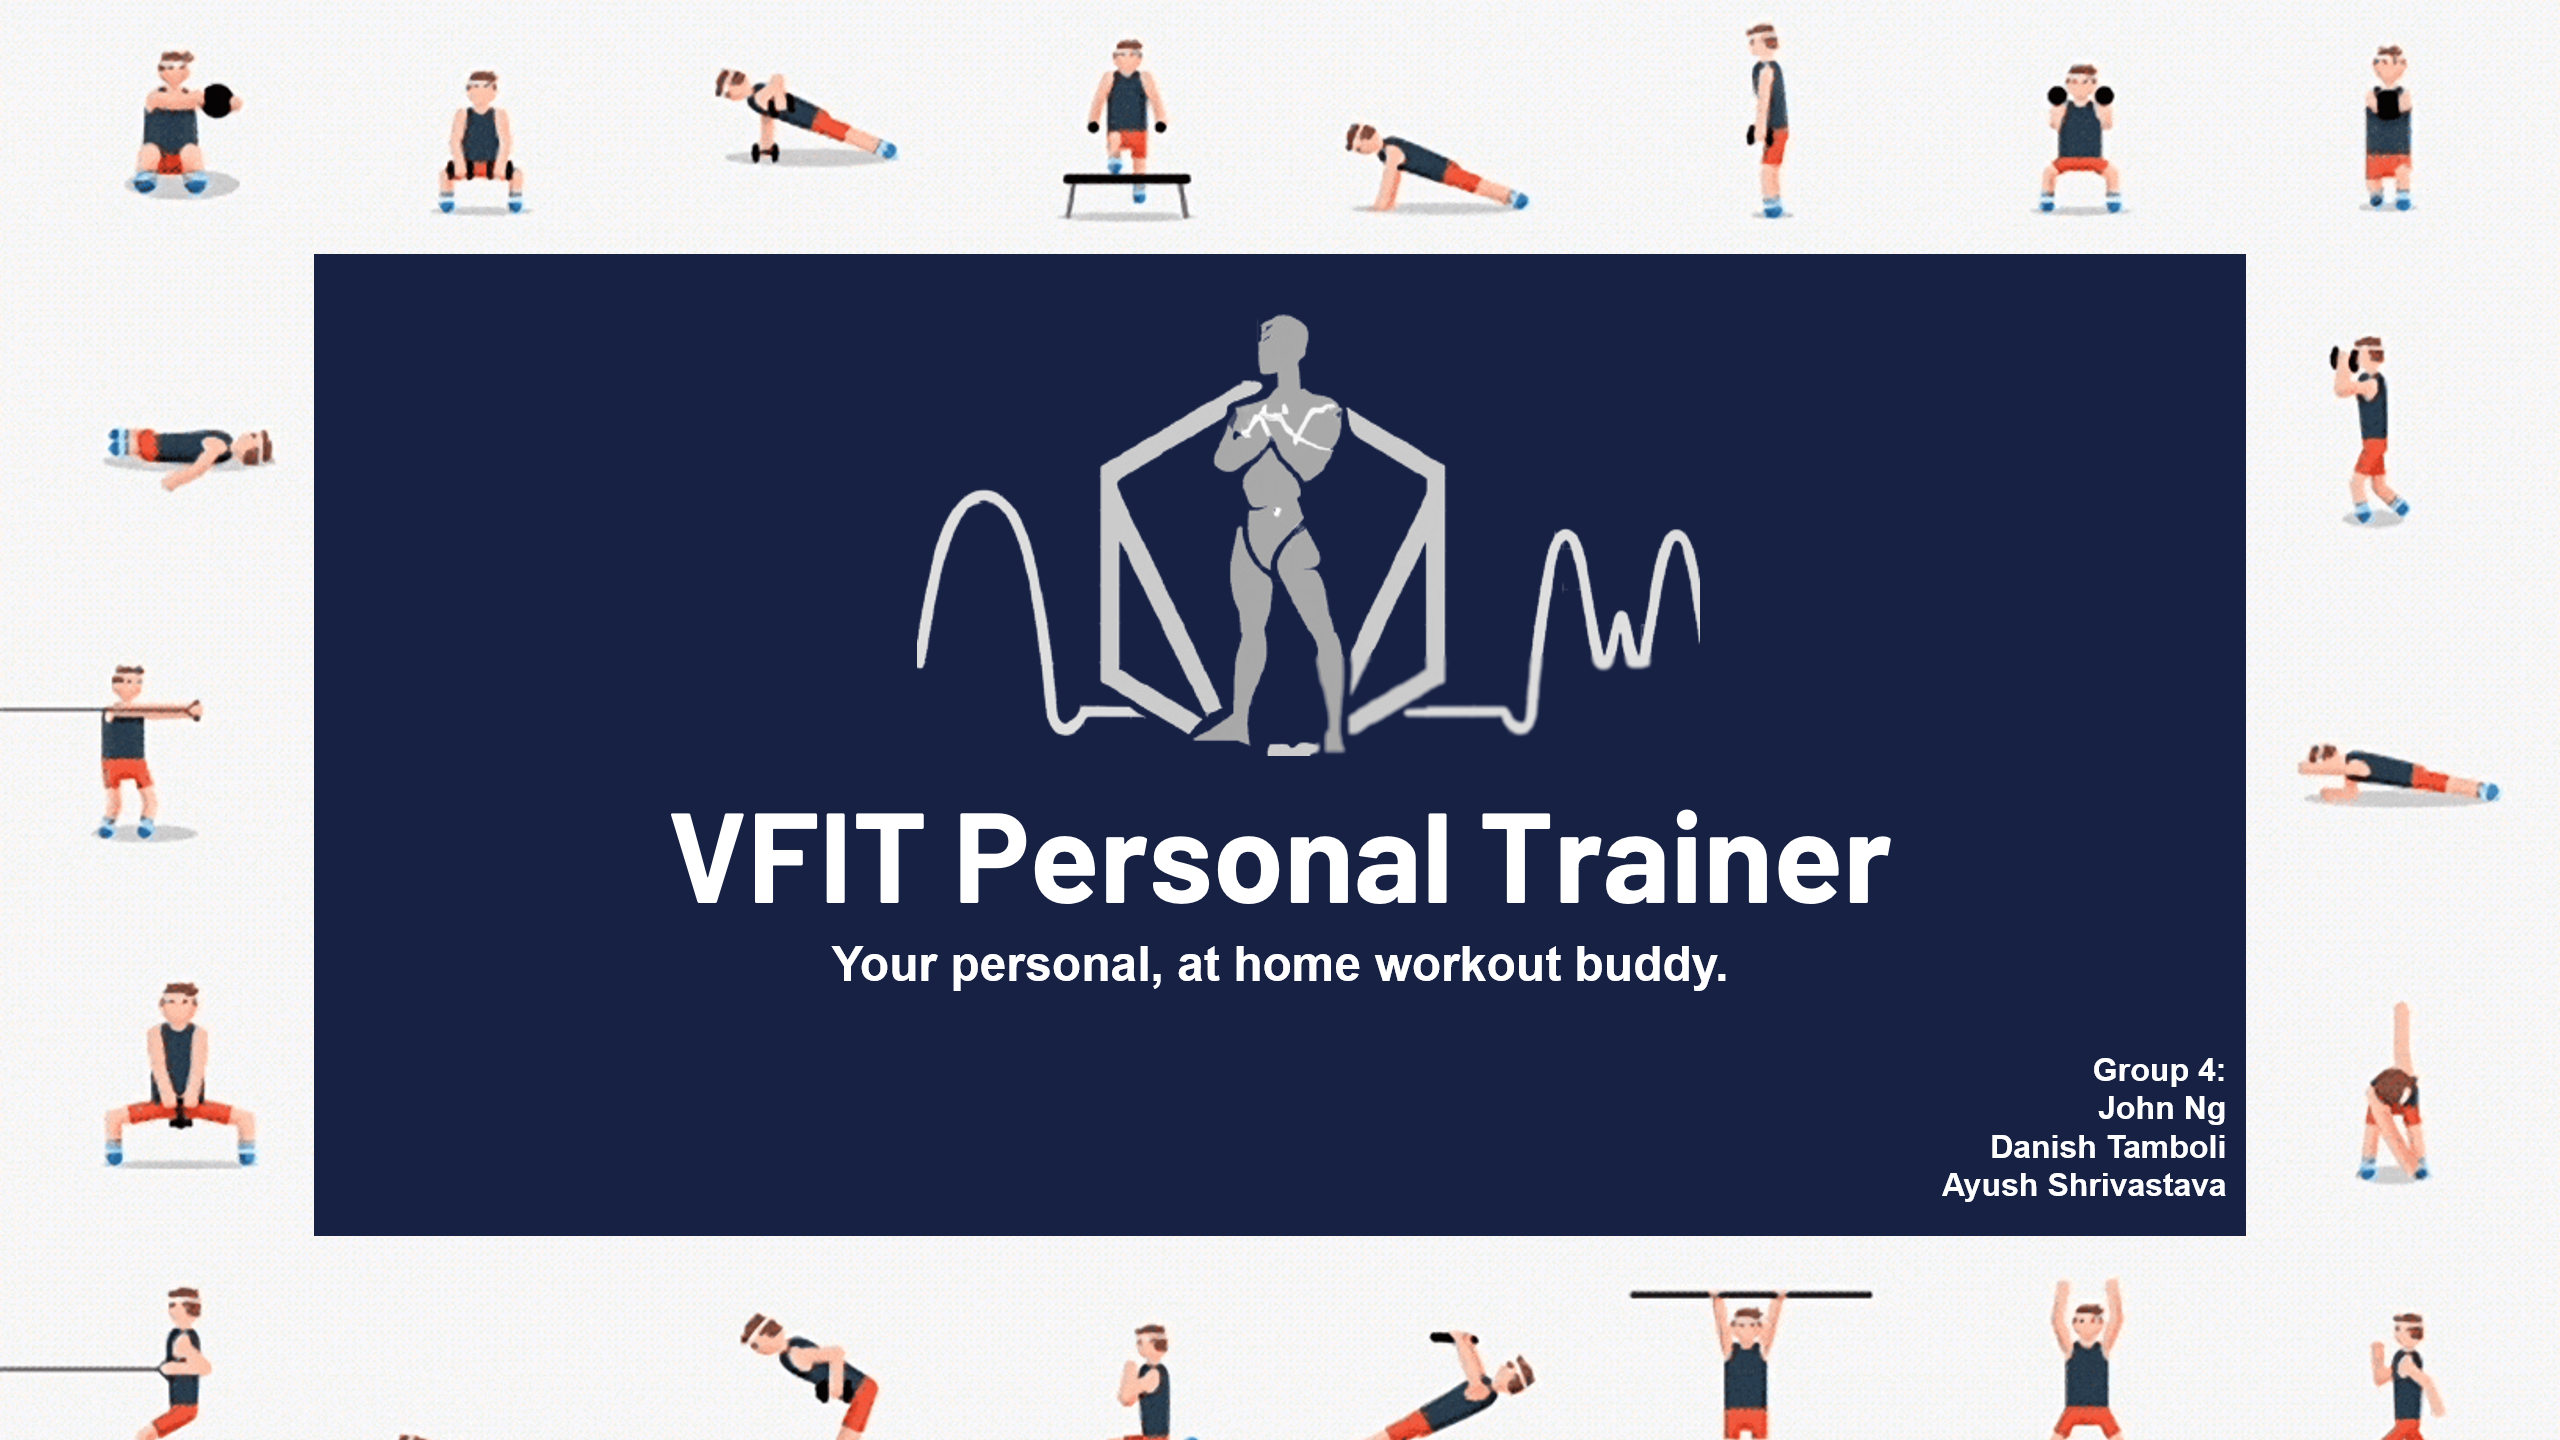 VFIT Personal Trainer
Your personal, at home workout buddy.
Group 4:
John Ng
Danish Tamboli
Ayush Shrivastava